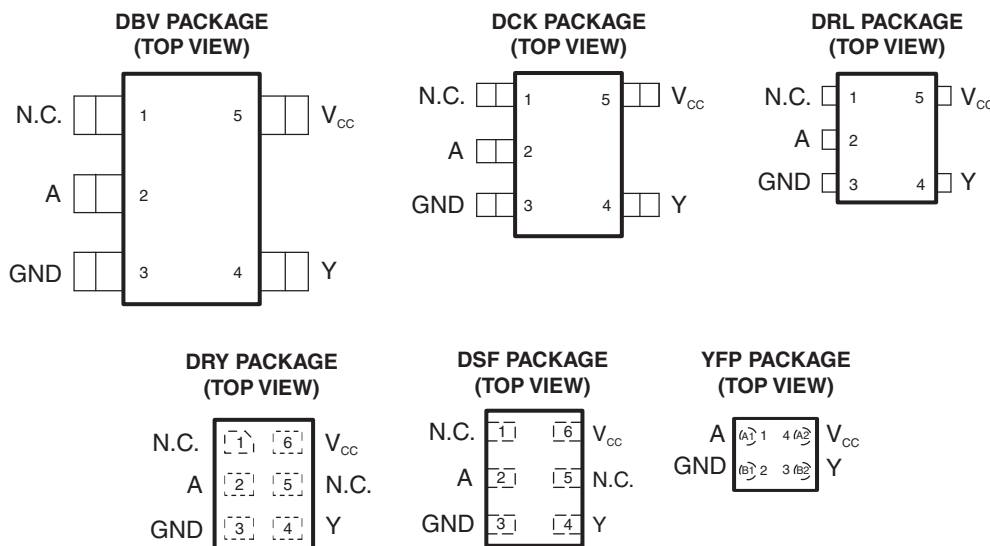 DBV PACKAGE
(TOP VIEW)
N.C. 1 5 VCC
A 2
GND 3 4 Y
DCK PACKAGE
(TOP VIEW)
N.C. 1 5 VCC
A 2
GND 3 4 Y
DRL PACKAGE
(TOP VIEW)
N.C. 1 5 VCC
A 2
GND 3 4 Y
DRY PACKAGE
(TOP VIEW)
N.C. 1 6 VCC
A 2 5 N.C.
GND 3 4 Y
DSF PACKAGE
(TOP VIEW)
N.C. 1 6 VCC
A 2 5 N.C.
GND 3 4 Y
YFP PACKAGE
(TOP VIEW)
A A1 1 4 A2 VCC
GND B1 2 3 B2 Y